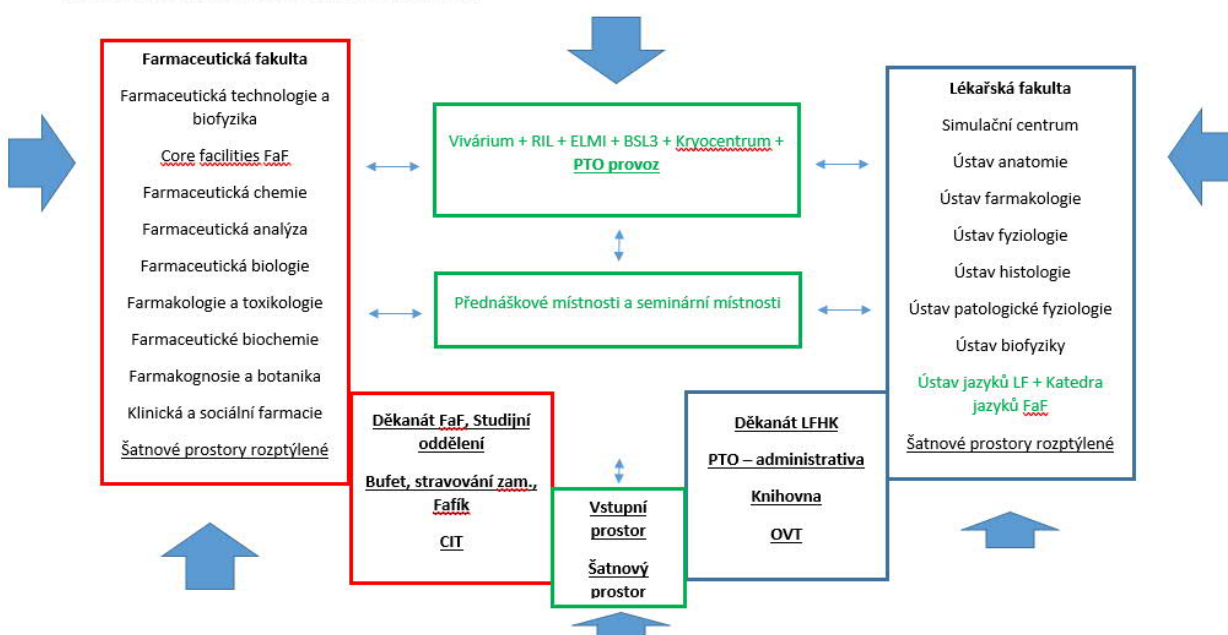 Farmaceutická fakulta
Farmaceutická technologie a
biofyzika
Core facilities FaF
Farmaceutická chemie
Farmaceutická analýza
Farmaceutická biologie
Farmakologie a toxikologie
Farmaceutické biochemie
Farmakognosie a botanika
Klinická a sociální farmacie
Šatnové prostory rozptýlené
Vivárium + RIL + ELMI + BSL3 + Kryocentrum +
PTO provoz
Přednáškové místnosti a seminární místnosti
Lékařská fakulta
Simulační centrum
Ústav anatomie
Ústav farmakologie
Ústav fyziologie
Ústav histologie
Ústav patologické fyziologie
Ústav biofyziky
Ústav jazyků LF + Katedra
jazyků FaF
Šatnové prostory rozptýlené
Děkanát FaF, Studijní
oddělení
Bufet, stravování zam.,
Fafík
CIT
Vstupní
prostor
Šatnový
prostor
Děkanát LFHK
PTO – administrativa
Knihovna
OVT